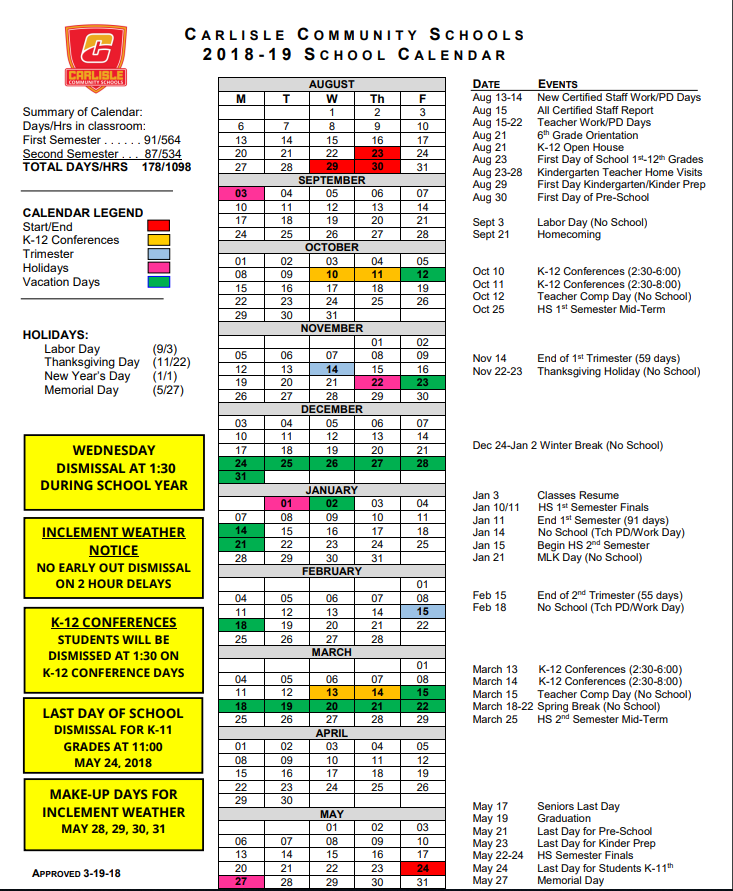 CARLISLE COMMUNITY SCHOOLS
2018-19 SCHOOL CALENDAR
C
CARLISLE
COMMUNITY SCHOOLS
Summary of Calendar:
Days/Hrs in classroom:
First Semester . . . . . . 91/564
Second Semester . . . 87/534
TOTAL DAYS/HRS 178/1098
CALENDAR LEGEND
Start/End
K-12 Conferences
Trimester
Holidays
Vacation Days
HOLIDAYS:
Labor Day (9/3)
Thanksgiving Day (11/22)
New Year's Day (1/1)
Memorial Day (5/27)
WEDNESDAY
DISMISSAL AT 1:30
DURING SCHOOL YEAR
INCLEMENT WEATHER
NOTICE
NO EARLY OUT DISMISSAL
ON 2 HOUR DELAYS
K-12 CONFERENCES
STUDENTS WILL BE
DISMISSED AT 1:30 ON
K-12 CONFERENCE DAYS
LAST DAY OF SCHOOL
DISMISSAL FOR K-11
GRADES AT 11:00
MAY 24, 2018
MAKE-UP DAYS FOR
INCLEMENT WEATHER
MAY 28, 29, 30, 31
APPROVED 3-19-18
AUGUST
M T W Th F
1 2 3
6 7 8 9 10
13 14 15 16 17
20 21 22 23 24
27 28 29 30 31
SEPTEMBER
03 04 05 06 07
10 11 12 13 14
17 18 19 20 21
24 25 26 27 28
OCTOBER
01 02 03 04 05
08 09 10 11 12
15 16 17 18 19
22 23 24 25 26
29 30 31
NOVEMBER
01 02
05 06 07 08 09
12 13 14 15 16
19 20 21 22 23
26 27 28 29 30
DECEMBER
03 04 05 06 07
10 11 12 13 14
17 18 19 20 21
24 25 26 27 28
31
JANUARY
01 02 03 04
07 08 09 10 11
14 15 16 17 18
21 22 23 24 25
28 29 30 31
FEBRUARY
01
04 05 06 07 08
11 12 13 14 15
18 19 20 21 22
25 26 27 28
MARCH
01
04 05 06 07 08
11 12 13 14 15
18 19 20 21 22
25 26 27 28 29
APRIL
01 02 03 04 05
08 09 10 11 12
15 16 17 18 19
22 23 24 25 26
29 30
MAY
01 02 03
06 07 08 09 10
13 14 15 16 17
20 21 22 23 24
27 28 29 30 31
DATE EVENTS
Aug 13-14 New Certified Staff Work/PD Days
Aug 15 All Certified Staff Report
Aug 15-22 Teacher Work/PD Days
Aug 21 6th Grade Orientation
Aug 21 K-12 Open House
Aug 23 First Day of School 1st-12th Grades
Aug 23-28 Kindergarten Teacher Home Visits
Aug 29 First Day Kindergarten/Kinder Prep
Aug 30 First Day of Pre-School
Sept 3 Labor Day (No School)
Sept 21 Homecoming
Oct 10 K-12 Conferences (2:30-6:00)
Oct 11 K-12 Conferences (2:30-8:00)
Oct 12 Teacher Comp Day (No School)
Oct 25 HS 1st Semester Mid-Term
Nov 14 End of 1st Trimester (59 days)
Nov 22-23 Thanksgiving Holiday (No School)
Dec 24-Jan 2 Winter Break (No School)
Jan 3 Classes Resume
Jan 10/11 HS 1st Semester Finals
Jan 11 End 1st Semester (91 days)
Jan 14 No School (Tch PD/Work Day)
Jan 15 Begin HS 2nd Semester
Jan 21 MLK Day (No School)
Feb 15 End of 2nd Trimester (55 days)
Feb 18 No School (Tch PD/Work Day)
March 13 K-12 Conferences (2:30-6:00)
March 14 K-12 Conferences (2:30-8:00)
March 15 Teacher Comp Day (No School)
March 18-22 Spring Break (No School)
March 25 HS 2nd Semester Mid-Term
May 17 Seniors Last Day
May 19 Graduation
May 21 Last Day for Pre-School
May 23 Last Day for Kinder Prep
May 22-24 HS Semester Finals
May 24 Last Day for Students K-11th
May 27 Memorial Day